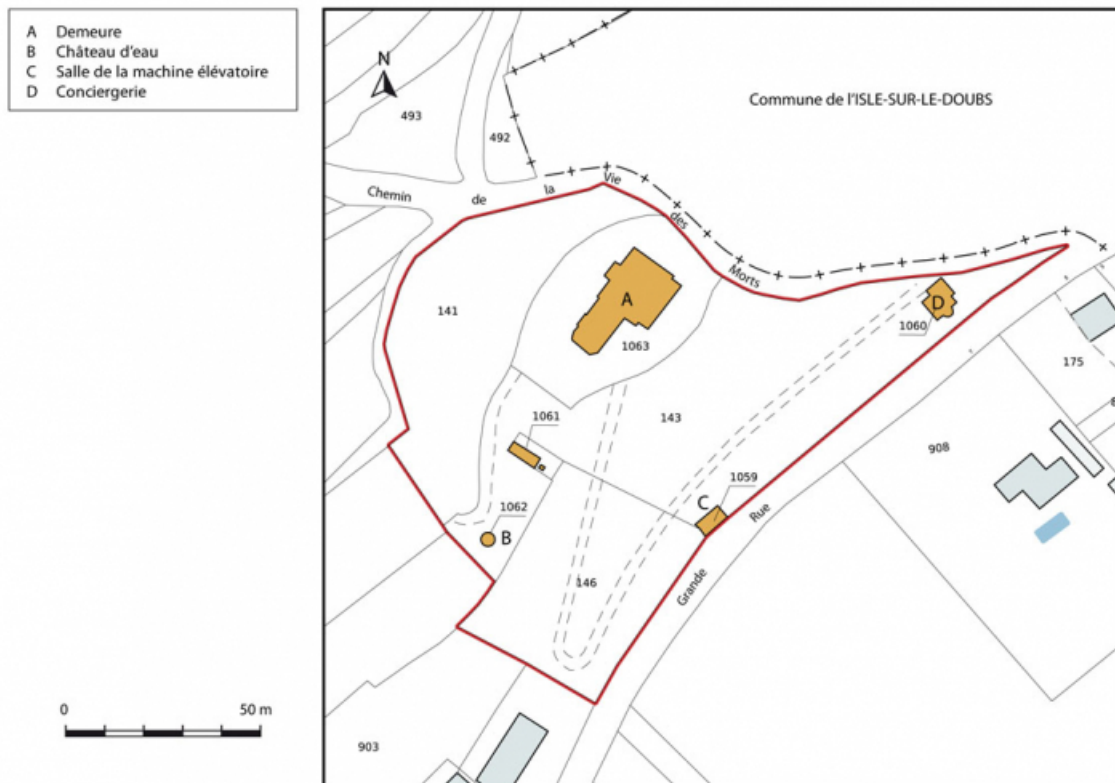 A Demeure
B Château d'eau
C Salle de la machine élévatoire
D Conciergerie
N
Commune de l'ISLE-SUR-LE-DOUBS
493
492
Chemin de la Vie des Morts
141
A
1063
D
1060
175
143
1061
908
1059
C
Rue
1062
B
146
Grande
0 50 m
903